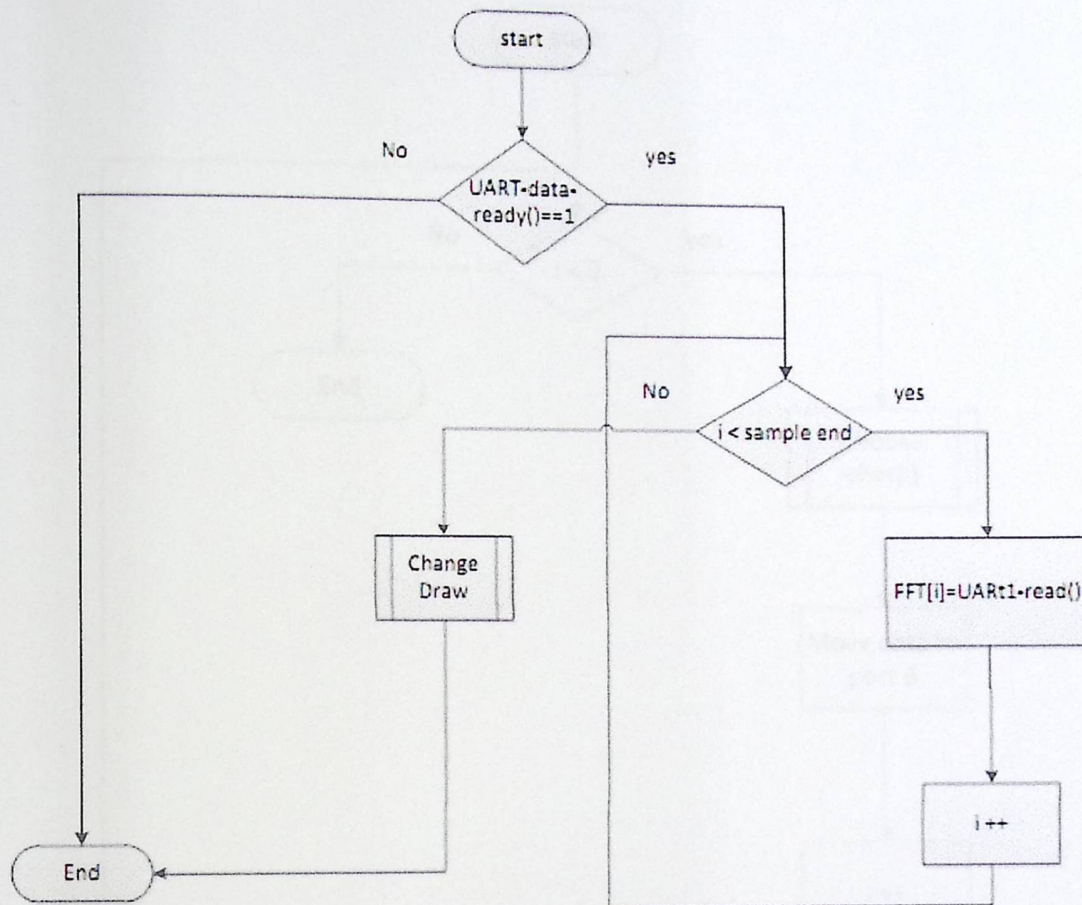 start
No
yes
UART-data-
ready()==1
No
yes
i < sample end
Change
Draw
FFT[i]=UARt1-read()
i ++
End